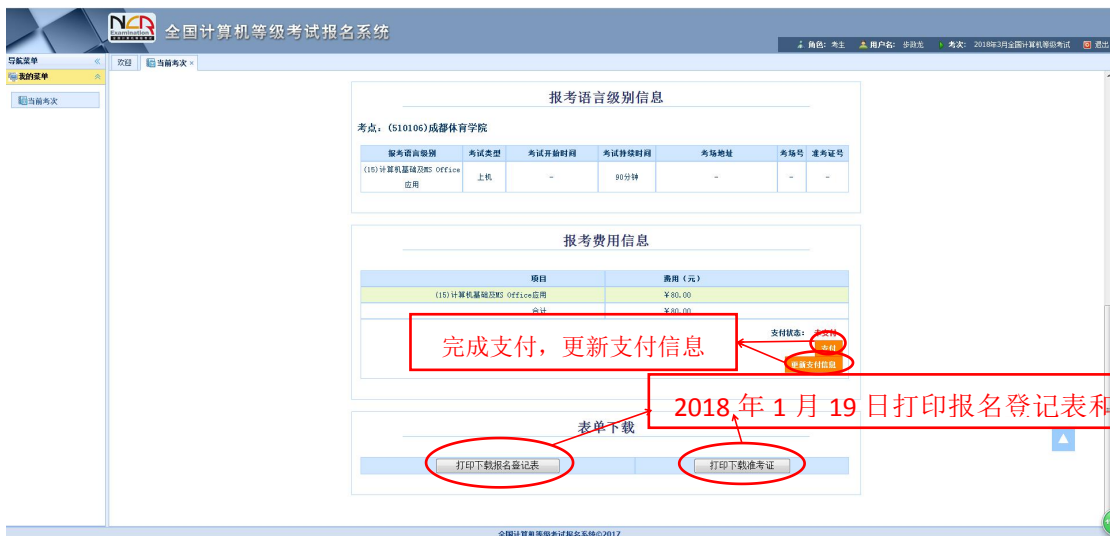 NCR 全国计算机等级考试报名系统
Examination
角色: 考生 用户名: 步政龙 考次: 2018年3月全国计算机等级考试 退出
导航菜单 欢迎 当前考次
我的菜单
当前考次
报考语言级别信息
考点: (510106)成都体育学院
报考语言级别 考试类型 考试开始时间 考试持续时间 考场地址 考场号 准考证号
(15)计算机基础及MS Office应用 上机 - 90分钟 - - -
报考费用信息
项目 费用 (元)
(15)计算机基础及MS Office应用 ￥80.00
合计 ￥80.00
支付状态: 未支付
完成支付，更新支付信息
支付
更新支付信息
2018 年 1 月 19 日打印报名登记表和
表单下载
打印下载报名登记表 打印下载准考证
全国计算机等级考试报名系统©2017